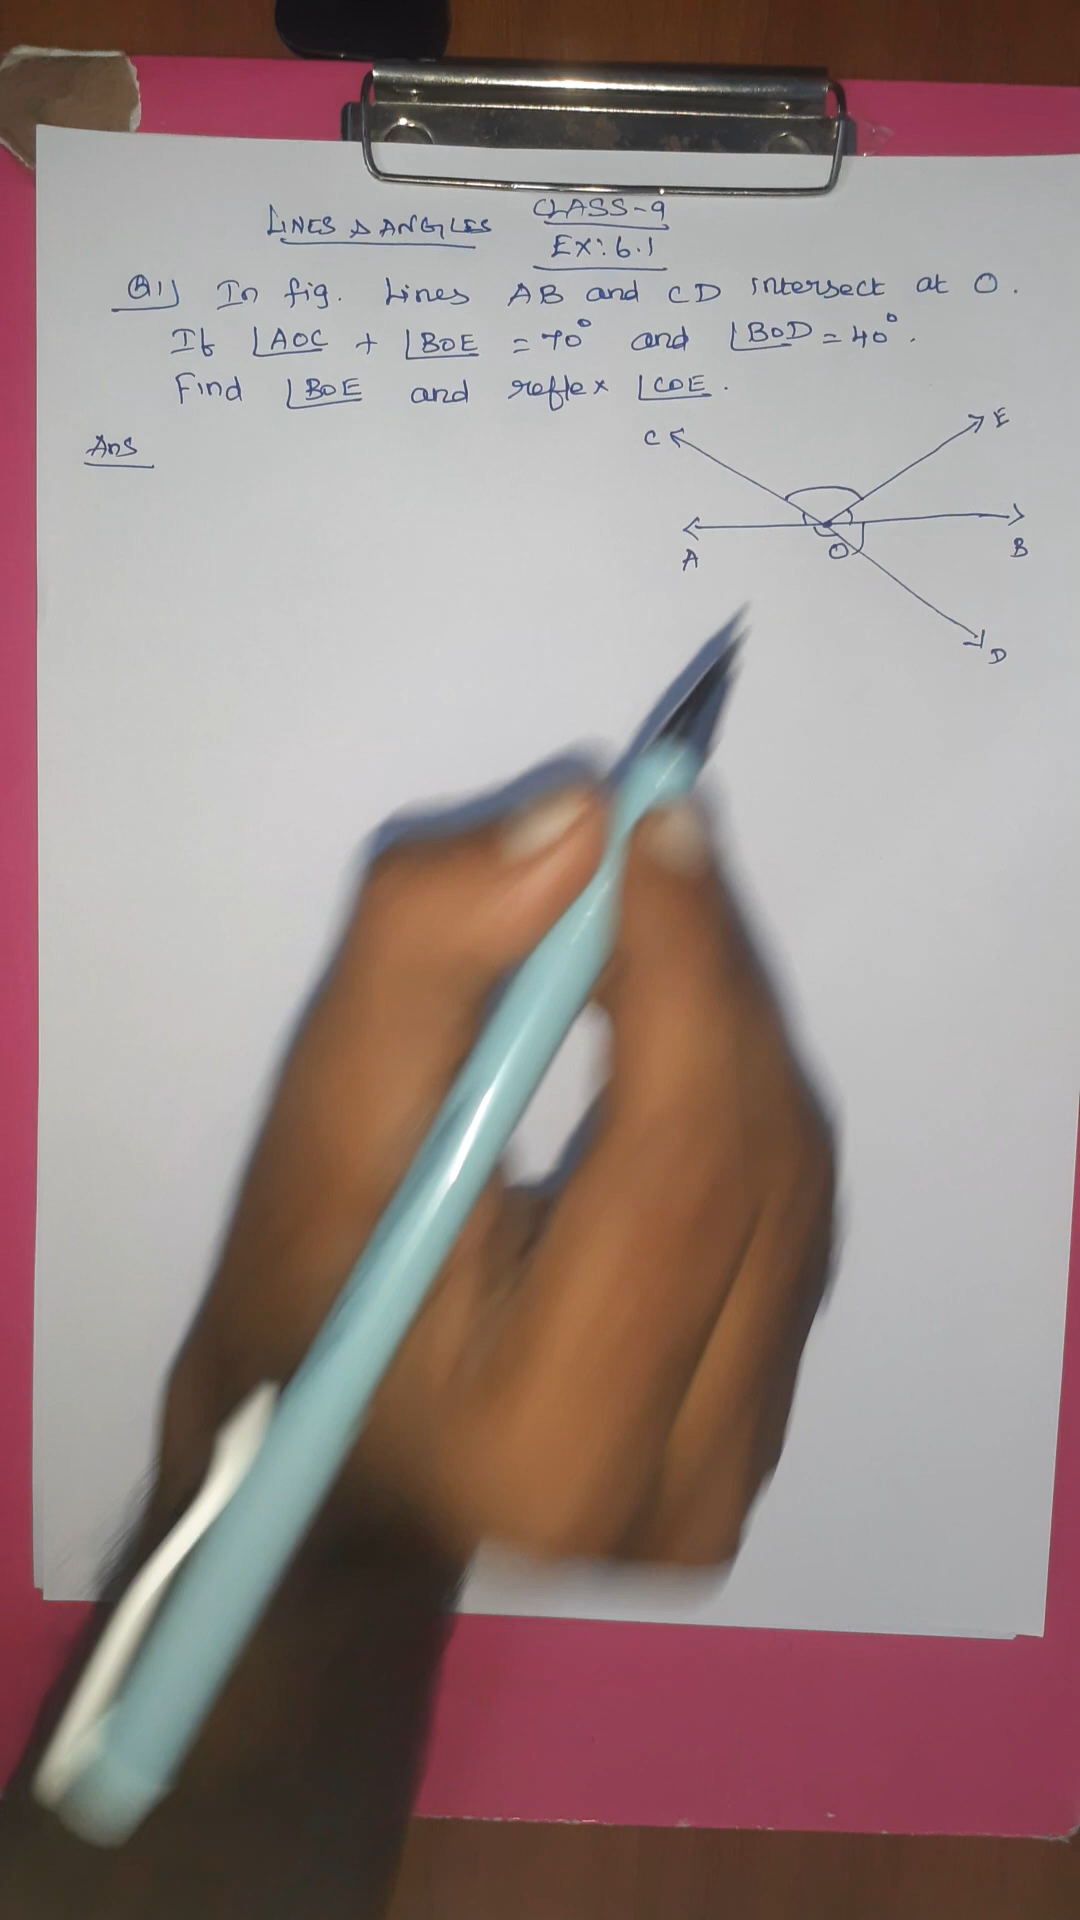 LINES & ANGLES CLASS-9
EX: 6.1
Q1) In fig. Lines AB and CD intersect at O.
If ∠AOC + ∠BOE = 70° and ∠BOD = 40°.
Find ∠BOE and reflex ∠COE.
Ans
C E
A O B
D